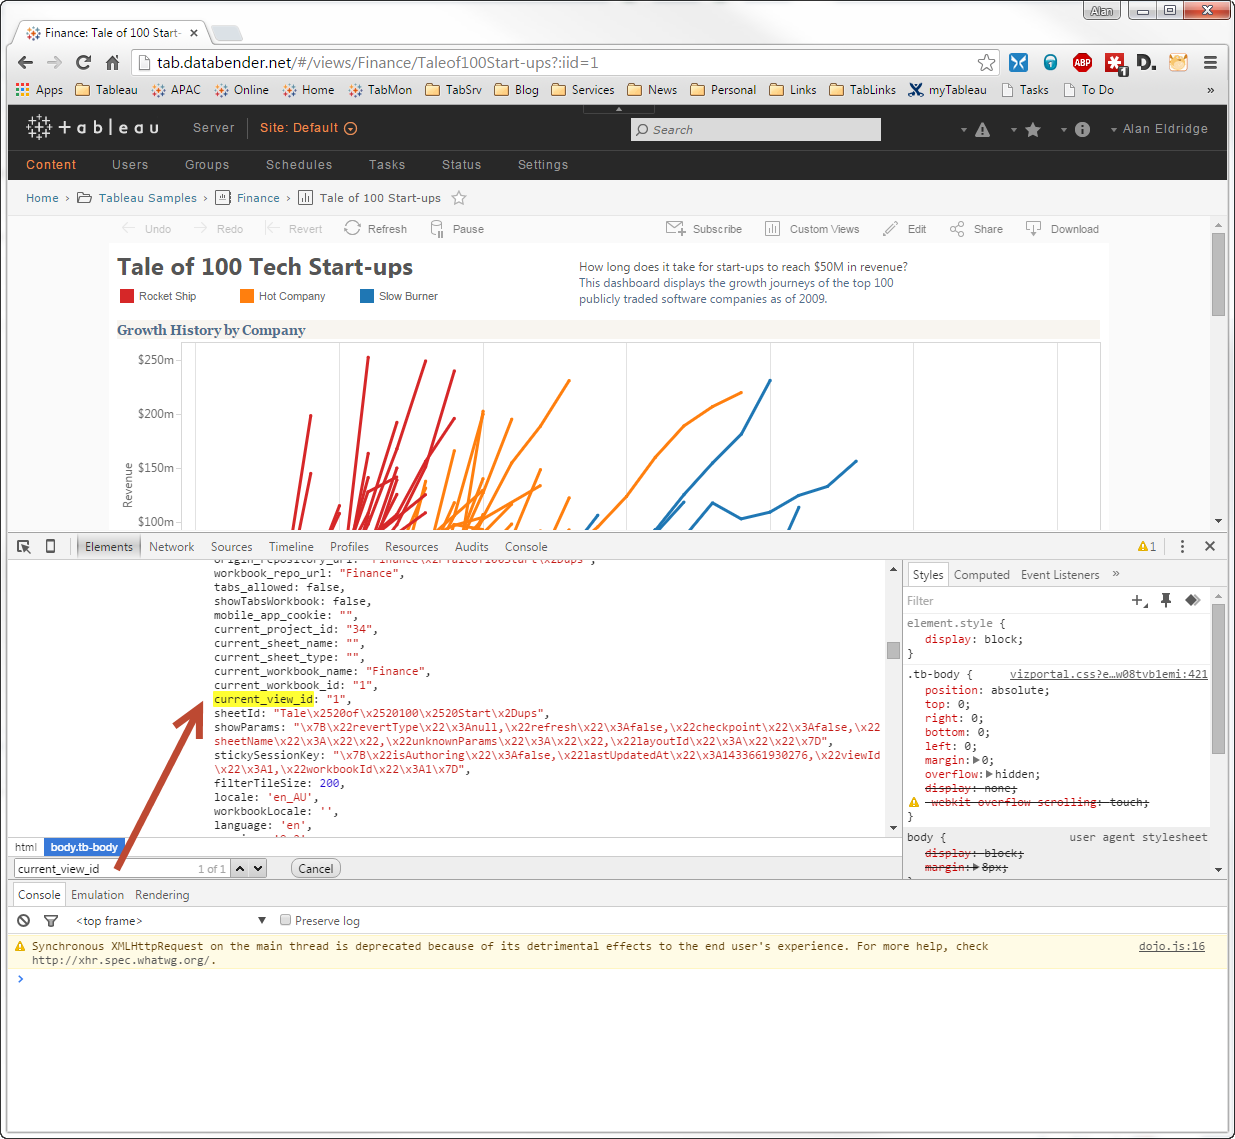 Alan
Finance: Tale of 100 Start-
tab.databender.net/#/views/Finance/Taleof100Start-ups?:iid=1
ABP
1
D.
Apps Tableau APAC Online Home TabMon TabSrv Blog Services News Personal Links TabLinks myTableau Tasks To Do »
+ableau Server Site: Default Search Alan Eldridge
Content Users Groups Schedules Tasks Status Settings
Home › Tableau Samples › Finance › Tale of 100 Start-ups
Undo Redo Revert Refresh Pause Subscribe Custom Views Edit Share Download
Tale of 100 Tech Start-ups
Rocket Ship Hot Company Slow Burner
How long does it take for start-ups to reach $50M in revenue?
This dashboard displays the growth journeys of the top 100
publicly traded software companies as of 2009.
Growth History by Company
$250m
$200m
$150m
$100m
Revenue
Elements Network Sources Timeline Profiles Resources Audits Console 1
workbook_repo_url: "Finance",
tabs_allowed: false,
showTabsWorkbook: false,
mobile_app_cookie: "",
current_project_id: "34",
current_sheet_name: "",
current_sheet_type: "",
current_workbook_name: "Finance",
current_workbook_id: "1",
current_view_id: "1",
sheetId: "Tale\x2520of\x2520100\x2520Start\x2Dups",
showParams: "\x7B\x22revertType\x22\x3Anull,\x22refresh\x22\x3Afalse,\x22checkpoint\x22\x3Afalse,\x22
sheetName\x22\x3A\x22\x22,\x22unknownParams\x22\x3A\x22\x22,\x22layoutId\x22\x3A\x22\x22\x7D",
stickySessionKey: "\x7B\x22isAuthoring\x22\x3Afalse,\x22lastUpdatedAt\x22\x3A1433661930276,\x22viewId
\x22\x3A1,\x22workbookId\x22\x3A1\x7D",
filterTileSize: 200,
locale: 'en_AU',
workbookLocale: '',
language: 'en',
Styles Computed Event Listeners »
Filter
element.style {
display: block;
}
.tb-body { vizportal.css?e…w08tvb1emi:421
position: absolute;
top: 0;
right: 0;
bottom: 0;
left: 0;
margin: 0;
overflow: hidden;
display: none;
-webkit-overflow-scrolling: touch;
}
body { user agent stylesheet
display: block;
margin: 8px;
html body.tb-body
current_view_id 1 of 1 Cancel
Console Emulation Rendering
<top frame> Preserve log
Synchronous XMLHttpRequest on the main thread is deprecated because of its detrimental effects to the end user's experience. For more help, check dojo.js:16
http://xhr.spec.whatwg.org/.